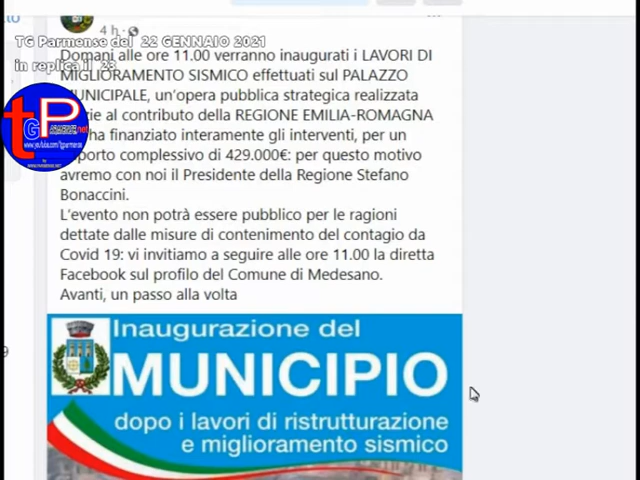 4 h ·
TG Parmense del 22 GENNAIO 2021
Domani alle ore 11.00 verranno inaugurati i LAVORI DI
in replica il 23
MIGLIORAMENTO SISMICO effettuati sul PALAZZO
MUNICIPALE, un'opera pubblica strategica realizzata
al contributo della REGIONE EMILIA-ROMAGNA
ha finanziato interamente gli interventi, per un
complessivo di 429.000€: per questo motivo
avremo con noi il Presidente della Regione Stefano
Bonaccini.
L'evento non potrà essere pubblico per le ragioni
dettate dalle misure di contenimento del contagio da
Covid 19: vi invitiamo a seguire alle ore 11.00 la diretta
Facebook sul profilo del Comune di Medesano.
Avanti, un passo alla volta
tP
TG
Inaugurazione del
MUNICIPIO
dopo i lavori di ristrutturazione
e miglioramento sismico